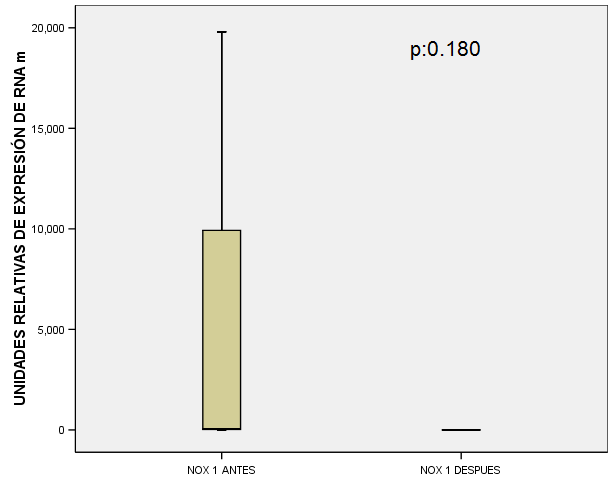 p:0.180
UNIDADES RELATIVAS DE EXPRESIÓN DE RNA m
20,000
15,000
10,000
5,000
0
NOX 1 ANTES
NOX 1 DESPUES